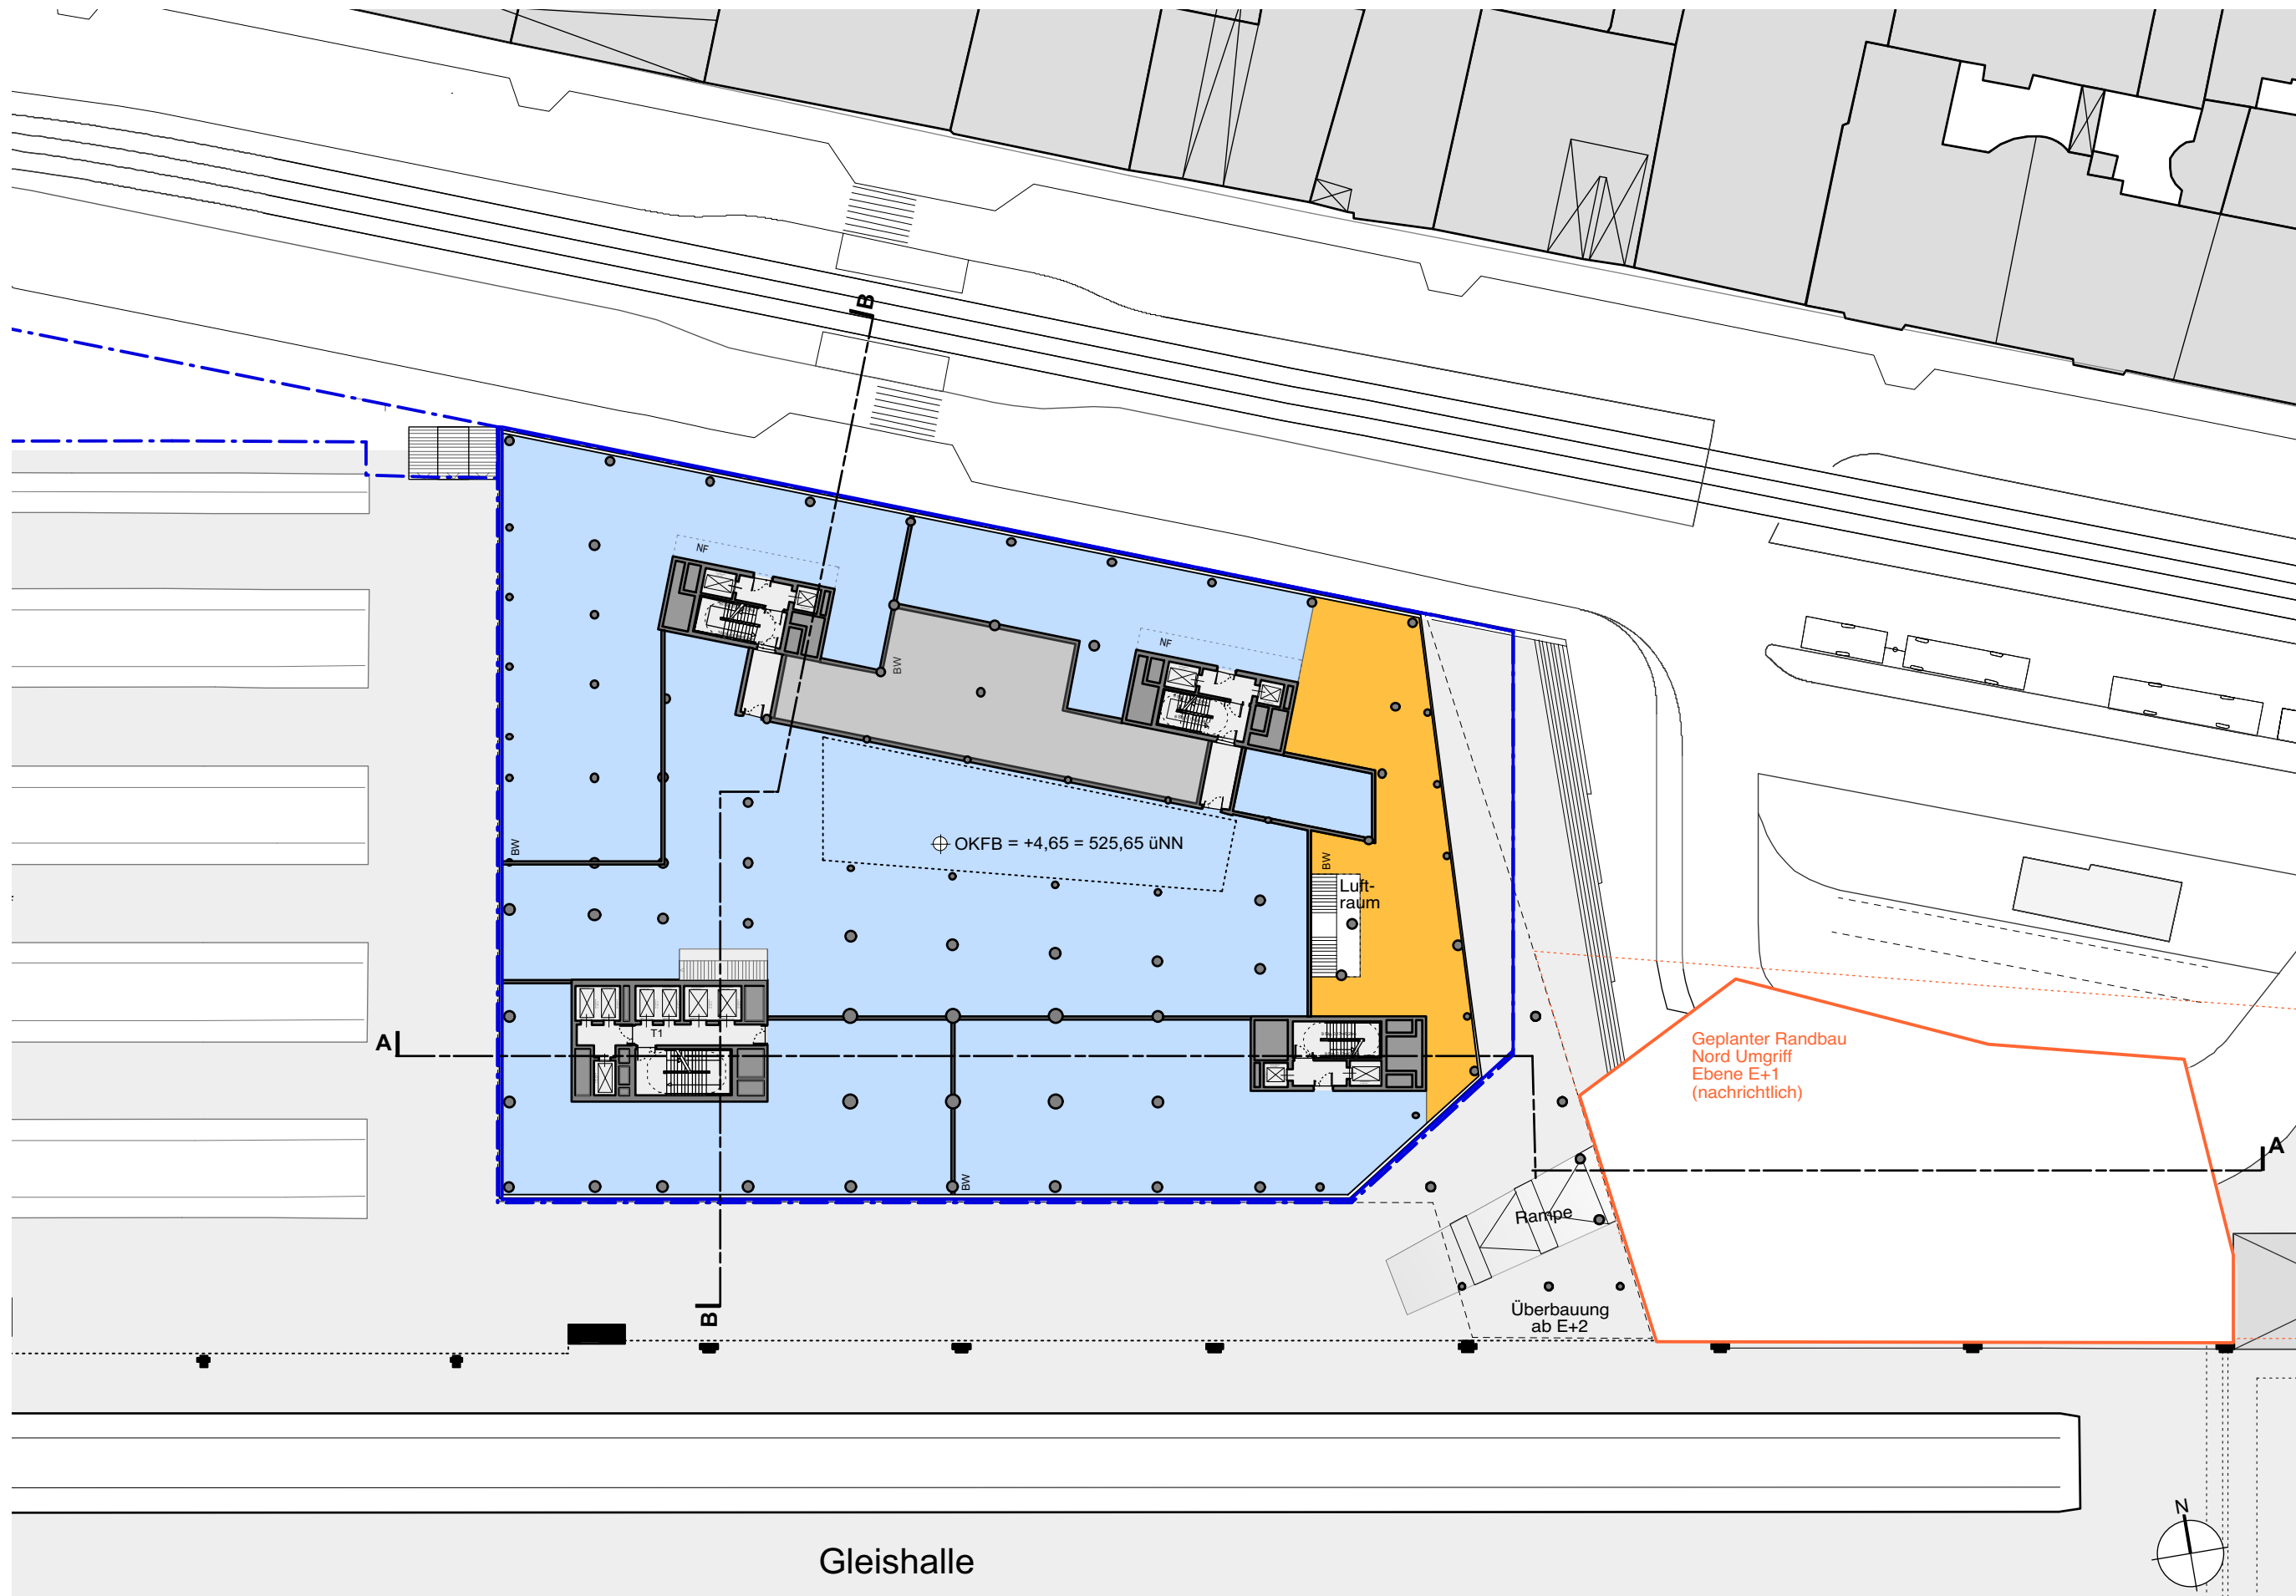 B
NF
NF
BW
OKFB = +4,65 = 525,65 üNN
BW
BW
Luft-
raum
T1
A
Geplanter Randbau
Nord Umgriff
Ebene E+1
(nachrichtlich)
A
BW
Rampe
B
Überbauung
ab E+2
N
Gleishalle